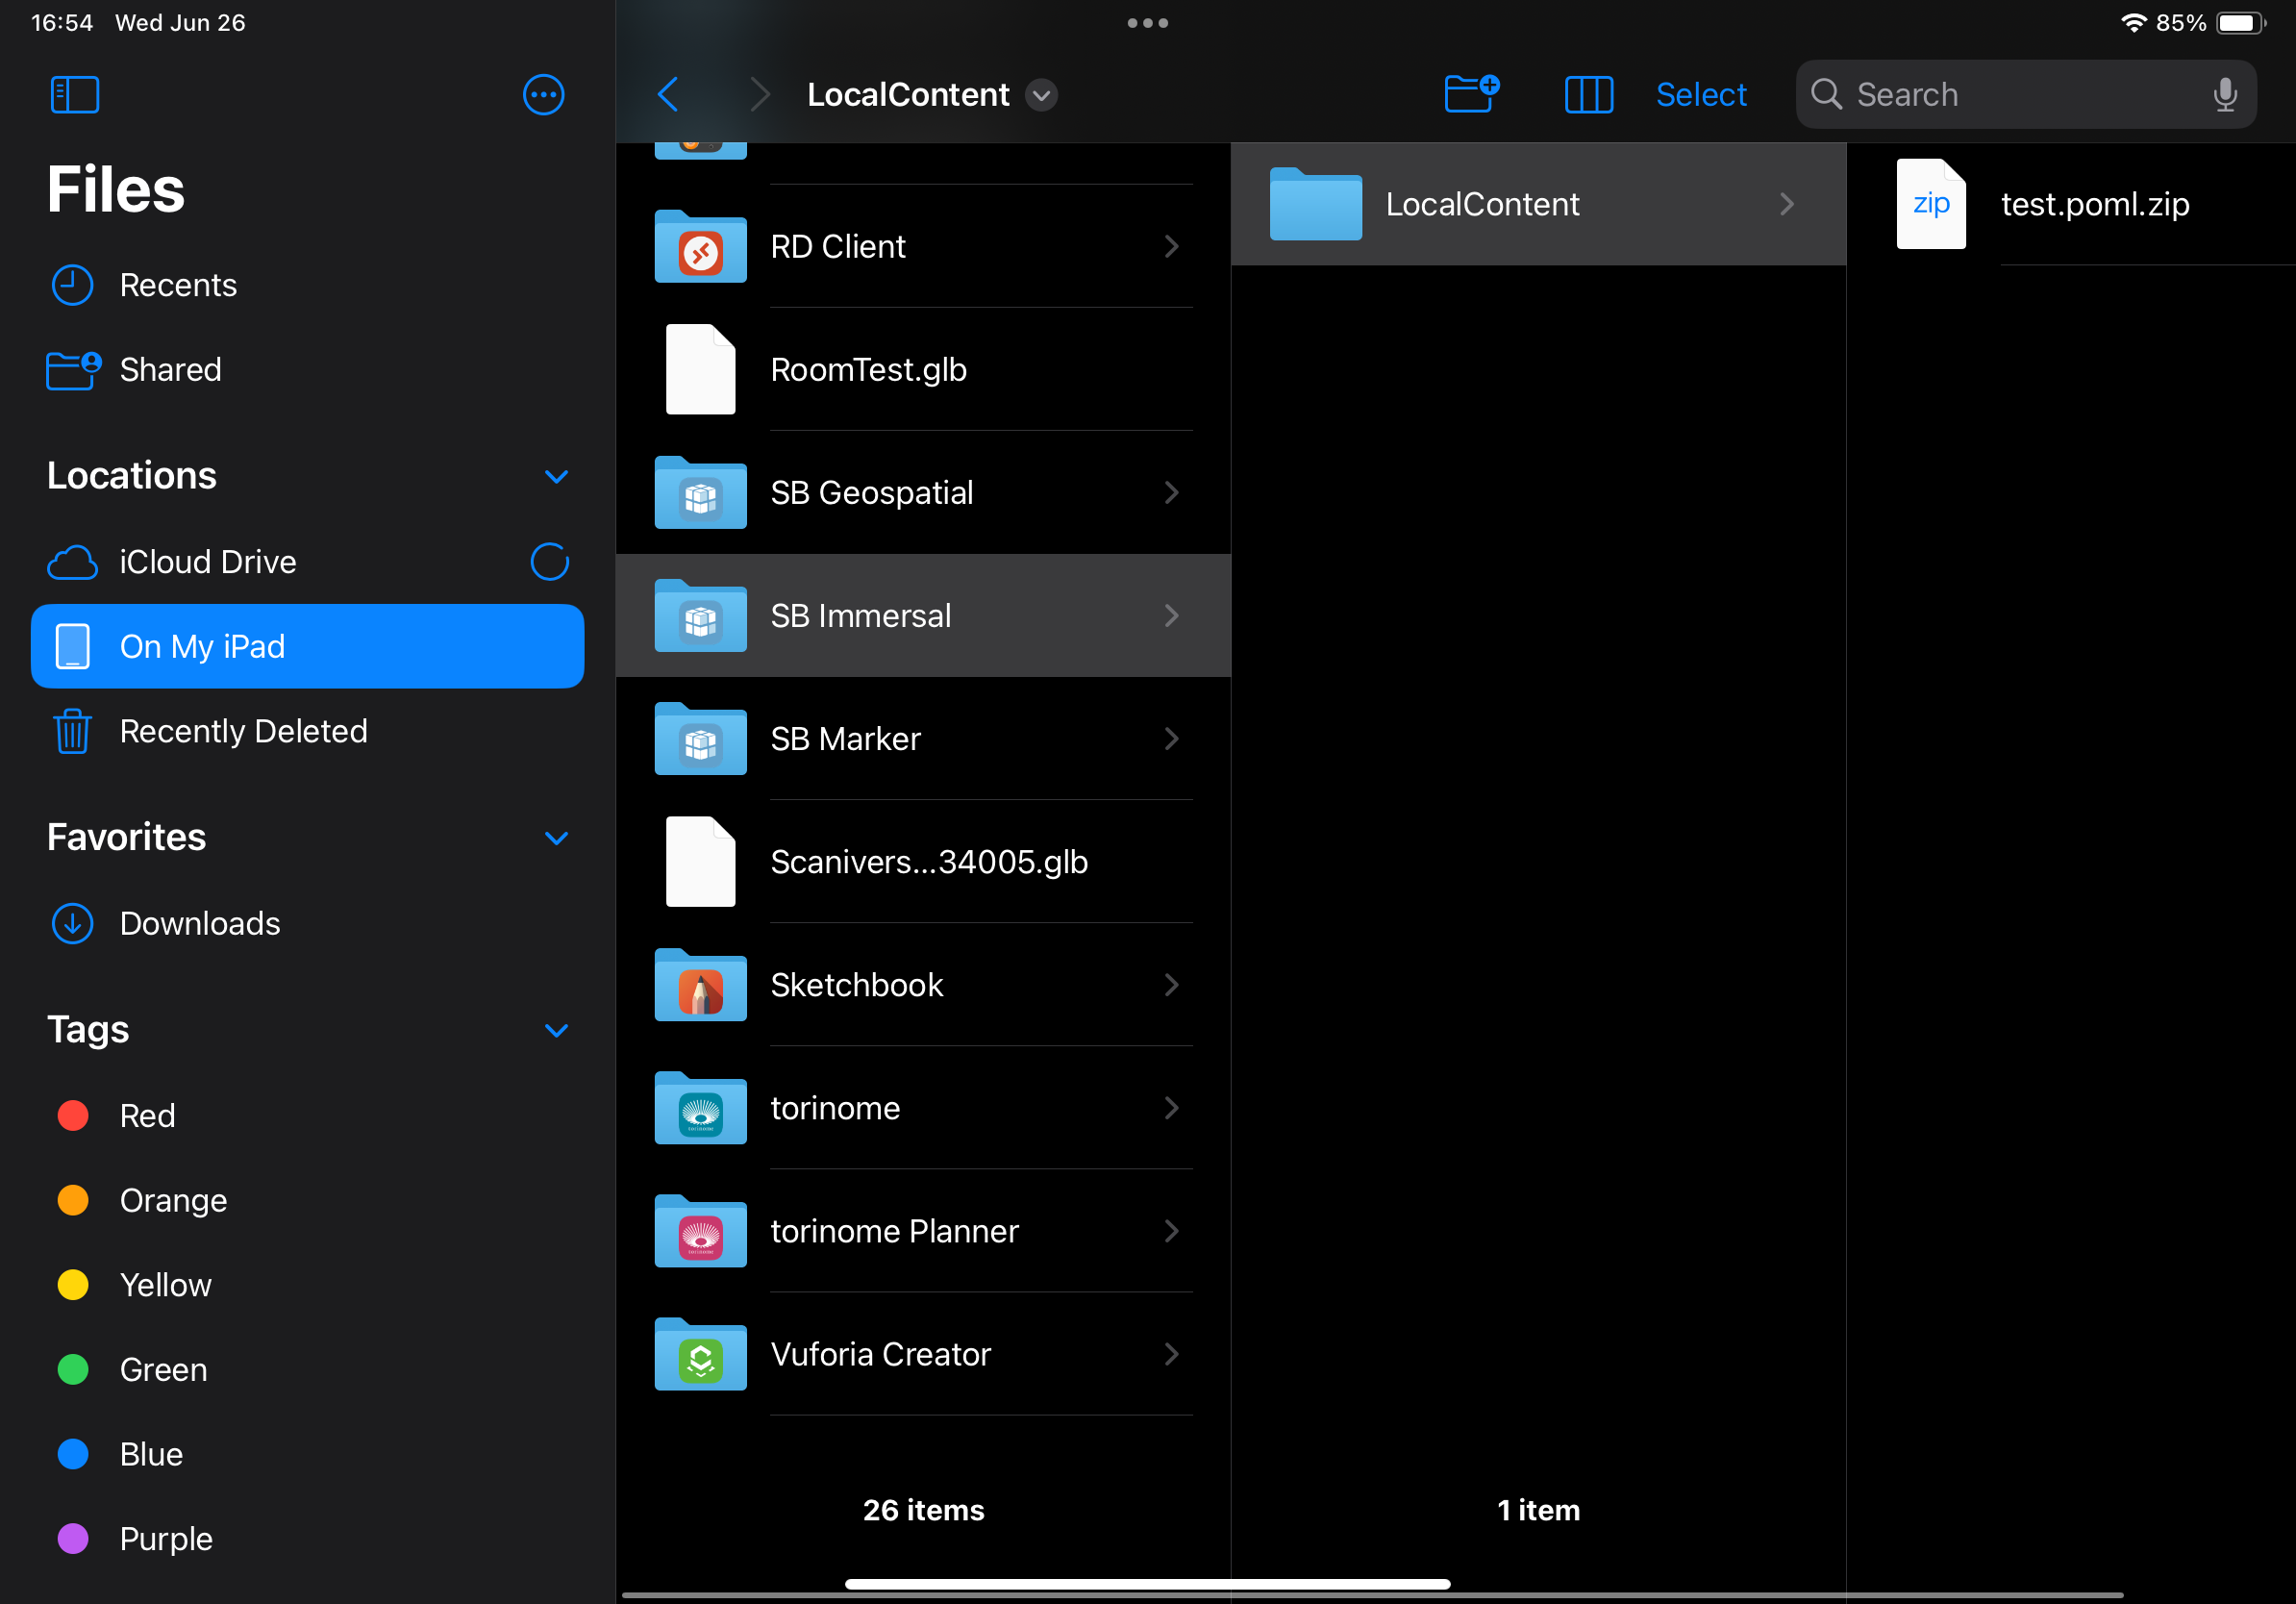 16:54 Wed Jun 26
85%
Files
Recents
Shared
Locations
iCloud Drive
On My iPad
Recently Deleted
Favorites
Downloads
Tags
Red
Orange
Yellow
Green
Blue
Purple
LocalContent
Select
Search
RD Client
RoomTest.glb
SB Geospatial
SB Immersal
SB Marker
Scanivers...34005.glb
Sketchbook
torinome
torinome Planner
Vuforia Creator
26 items
LocalContent
1 item
zip
test.poml.zip